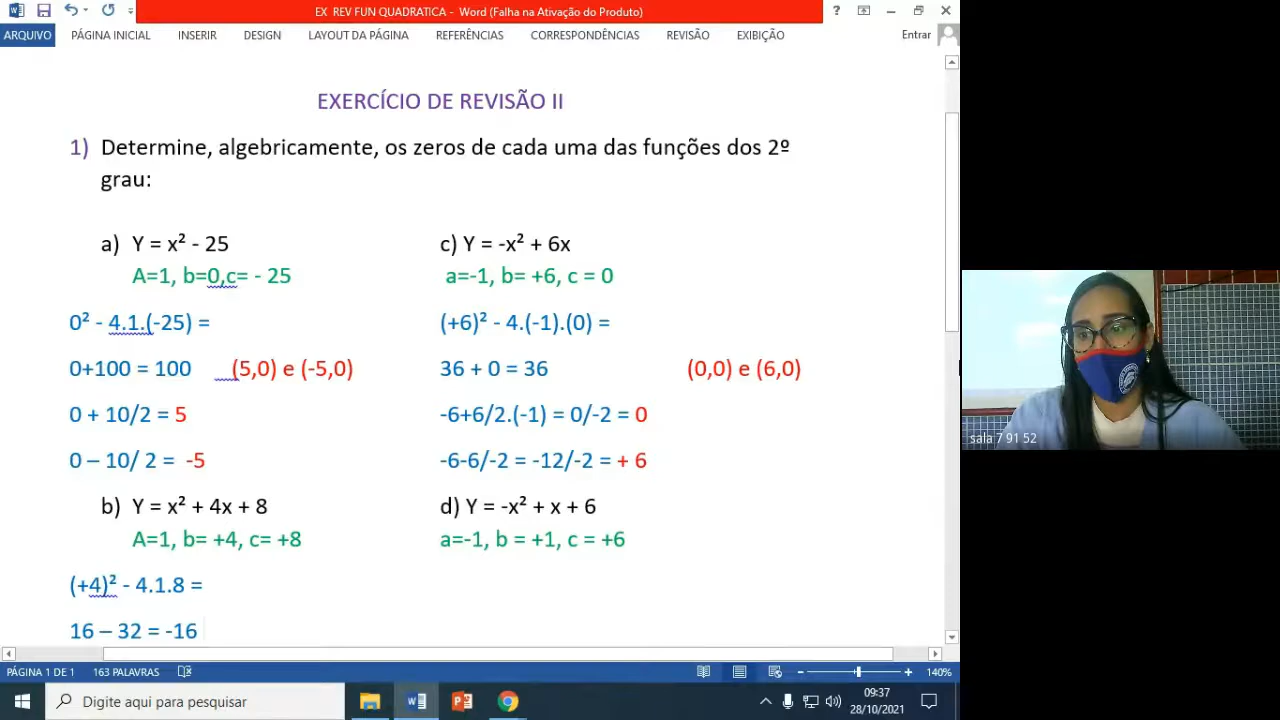 EX REV FUN QUADRATICA - Word (Falha na Ativação do Produto)
ARQUIVO PÁGINA INICIAL INSERIR DESIGN LAYOUT DA PÁGINA REFERÊNCIAS CORRESPONDÊNCIAS REVISÃO EXIBIÇÃO Entrar
EXERCÍCIO DE REVISÃO II
1) Determine, algebricamente, os zeros de cada uma das funções dos 2º
grau:
a) Y = x² - 25
A=1, b=0,c= - 25
0² - 4.1.(-25) =
0+100 = 100 (5,0) e (-5,0)
0 + 10/2 = 5
0 – 10/ 2 = -5
b) Y = x² + 4x + 8
A=1, b= +4, c= +8
(+4)² - 4.1.8 =
16 – 32 = -16
c) Y = -x² + 6x
a=-1, b= +6, c = 0
(+6)² - 4.(-1).(0) =
36 + 0 = 36 (0,0) e (6,0)
-6+6/2.(-1) = 0/-2 = 0
-6-6/-2 = -12/-2 = + 6
d) Y = -x² + x + 6
a=-1, b = +1, c = +6
sala 7 91 52
PÁGINA 1 DE 1 163 PALAVRAS 140%
Digite aqui para pesquisar
09:37
28/10/2021